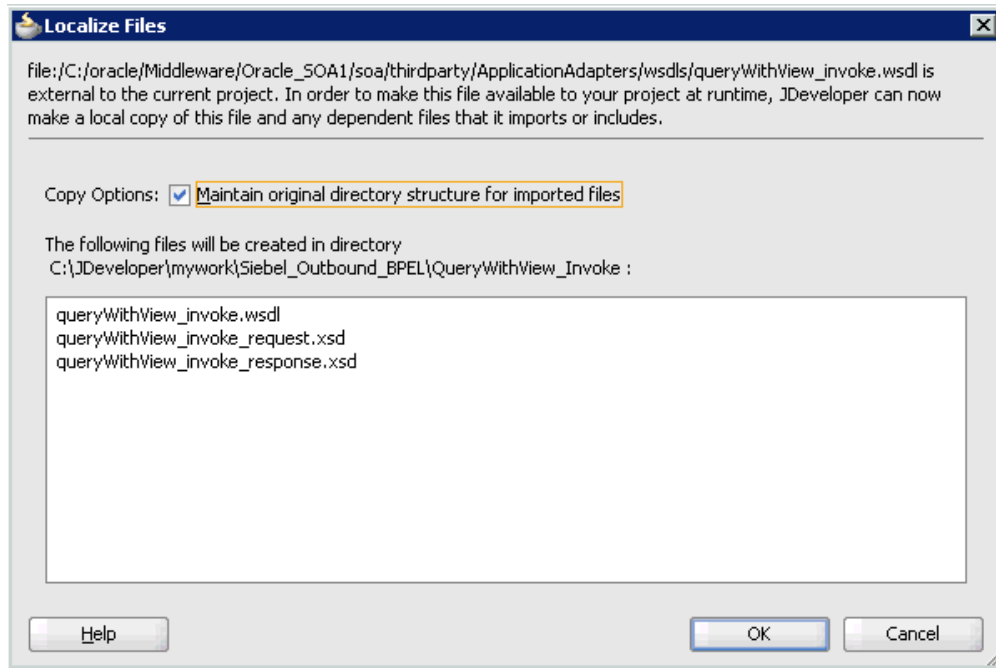 Localize Files
file:/C:/oracle/Middleware/Oracle_SOA1/soa/thirdparty/ApplicationAdapters/wsdls/queryWithView_invoke.wsdl is
external to the current project. In order to make this file available to your project at runtime, JDeveloper can now
make a local copy of this file and any dependent files that it imports or includes.
Copy Options: Maintain original directory structure for imported files
The following files will be created in directory
C:\JDeveloper\mywork\Siebel_Outbound_BPEL\QueryWithView_Invoke :
queryWithView_invoke.wsdl
queryWithView_invoke_request.xsd
queryWithView_invoke_response.xsd
Help OK Cancel